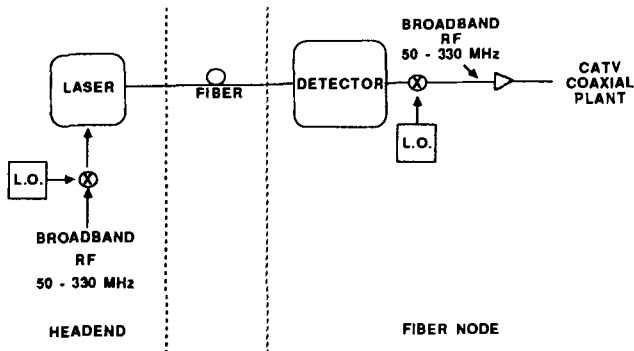 BROADBAND
RF
50 - 330 MHz
LASER
FIBER
DETECTOR
X
CATV
COAXIAL
PLANT
L.O.
L.O.
X
BROADBAND
RF
50 - 330 MHz
HEADEND
FIBER NODE